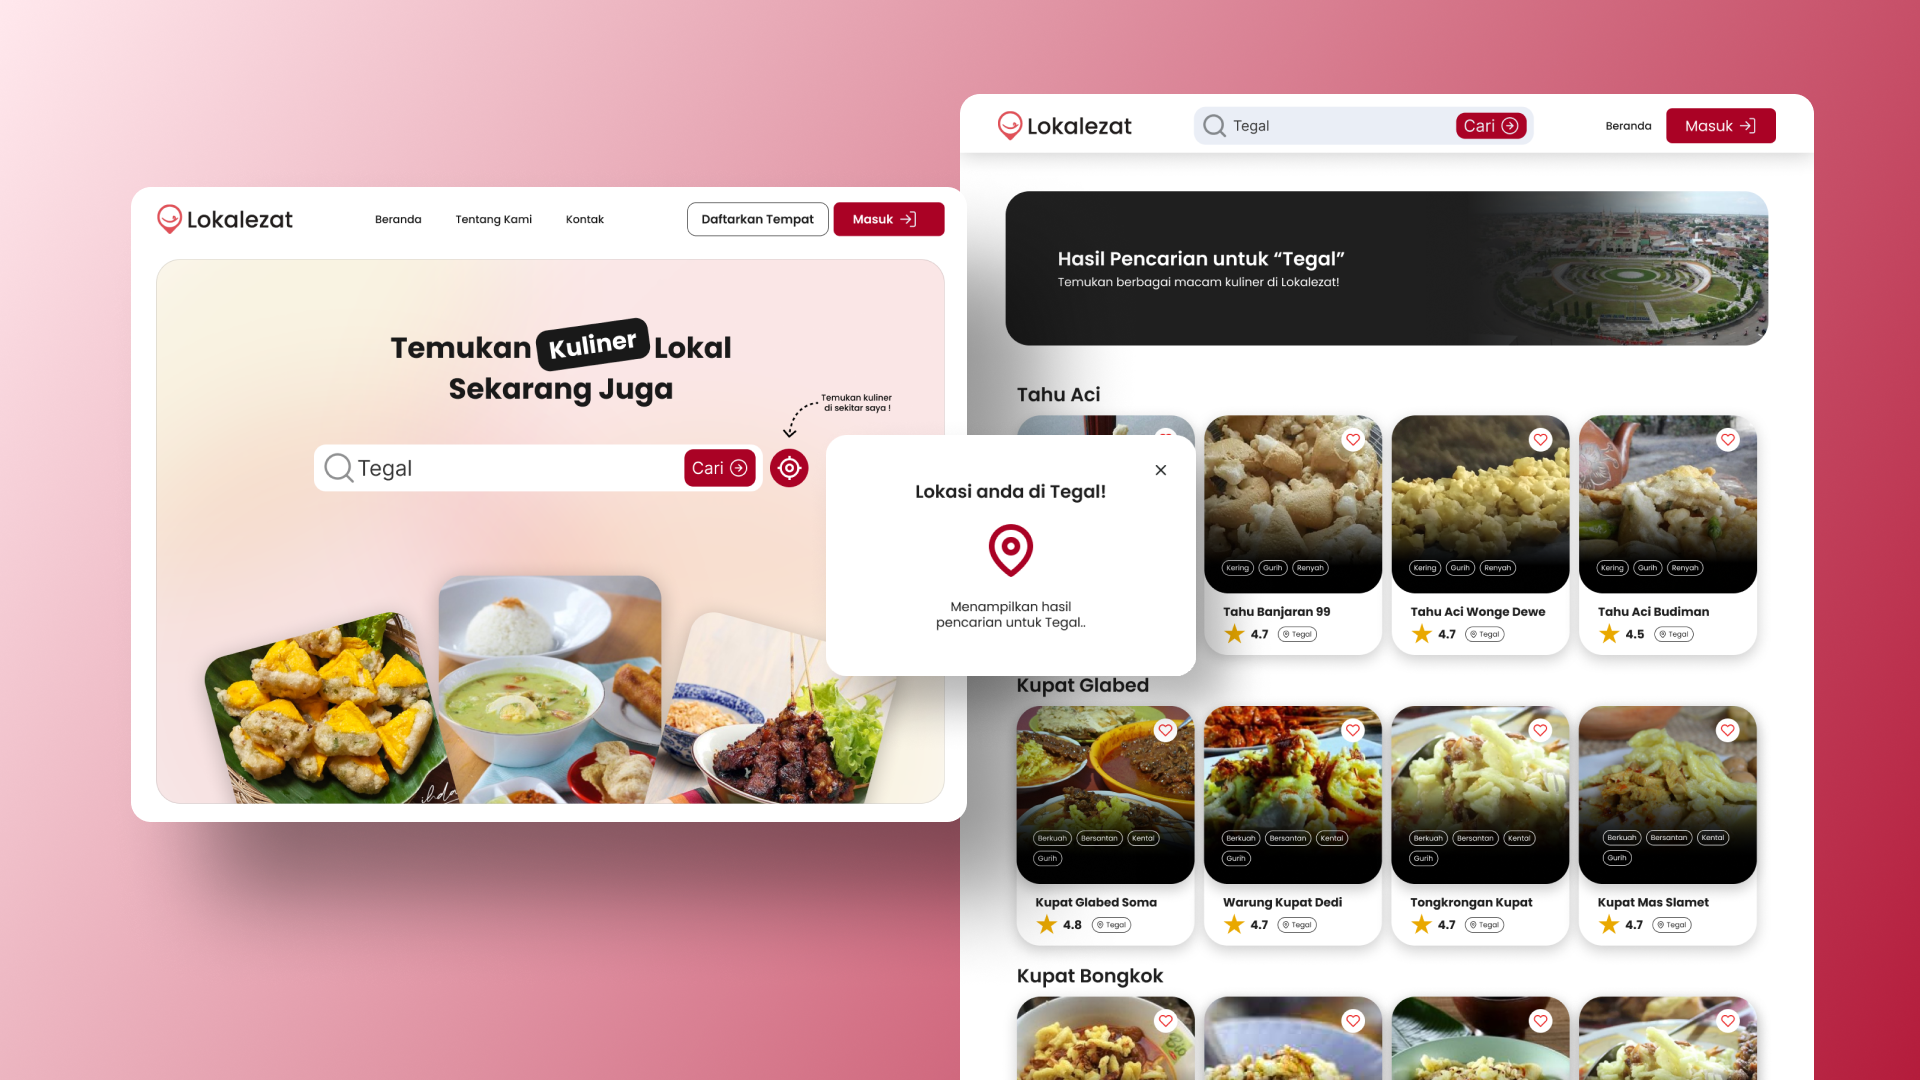 Lokalezat
Beranda
Tentang Kami
Kontak
Daftarkan Tempat
Masuk
Temukan Kuliner Lokal
Sekarang Juga
Temukan kuliner
di sekitar saya !
Tegal
Cari
Lokasi anda di Tegal!
Menampilkan hasil
pencarian untuk Tegal..
Lokalezat
Tegal
Cari
Beranda
Masuk
Hasil Pencarian untuk “Tegal”
Temukan berbagai macam kuliner di Lokalezat!
Tahu Aci
Kering Gurih Renyah
Tahu Banjaran 99
4.7 Tegal
Kering Gurih Renyah
Tahu Aci Wonge Dewe
4.7 Tegal
Kering Gurih Renyah
Tahu Aci Budiman
4.5 Tegal
Kupat Glabed
Berkuah Bersantan Kental
Gurih
Kupat Glabed Soma
4.8 Tegal
Berkuah Bersantan Kental
Gurih
Warung Kupat Dedi
4.7 Tegal
Berkuah Bersantan Kental
Gurih
Tongkrongan Kupat
4.7 Tegal
Berkuah Bersantan Kental
Gurih
Kupat Mas Slamet
4.7 Tegal
Kupat Bongkok